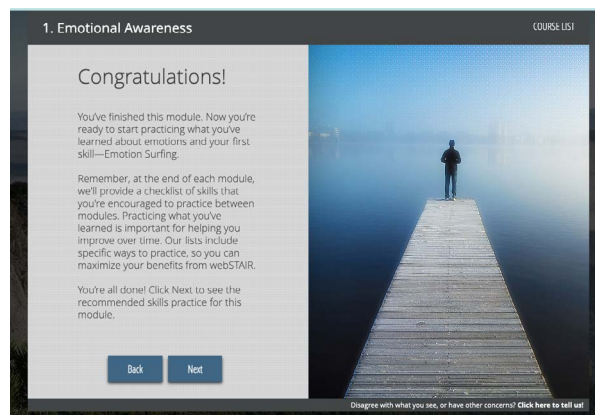 1. Emotional Awareness
COURSE LIST
Congratulations!
You've finished this module. Now you're
ready to start practicing what you've
learned about emotions and your first
skill—Emotion Surfing.
Remember, at the end of each module,
we'll provide a checklist of skills that
you're encouraged to practice between
modules. Practicing what you've
learned is important for helping you
improve over time. Our lists include
specific ways to practice, so you can
maximize your benefits from webSTAIR.
You're all done! Click Next to see the
recommended skills practice for this
module.
Back
Next
Disagree with what you see, or have other concerns? Click here to tell us!